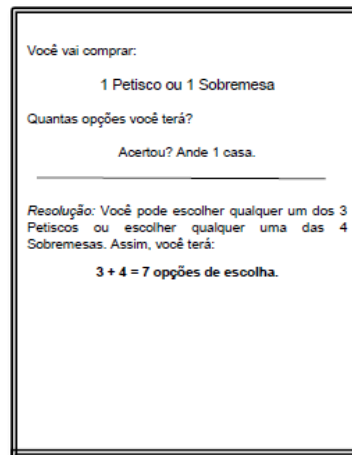 Você vai comprar:
1 Petisco ou 1 Sobremesa
Quantas opções você terá?
Acertou? Ande 1 casa.
Resolução: Você pode escolher qualquer um dos 3
Petiscos ou escolher qualquer uma das 4
Sobremesas. Assim, você terá:
3 + 4 = 7 opções de escolha.